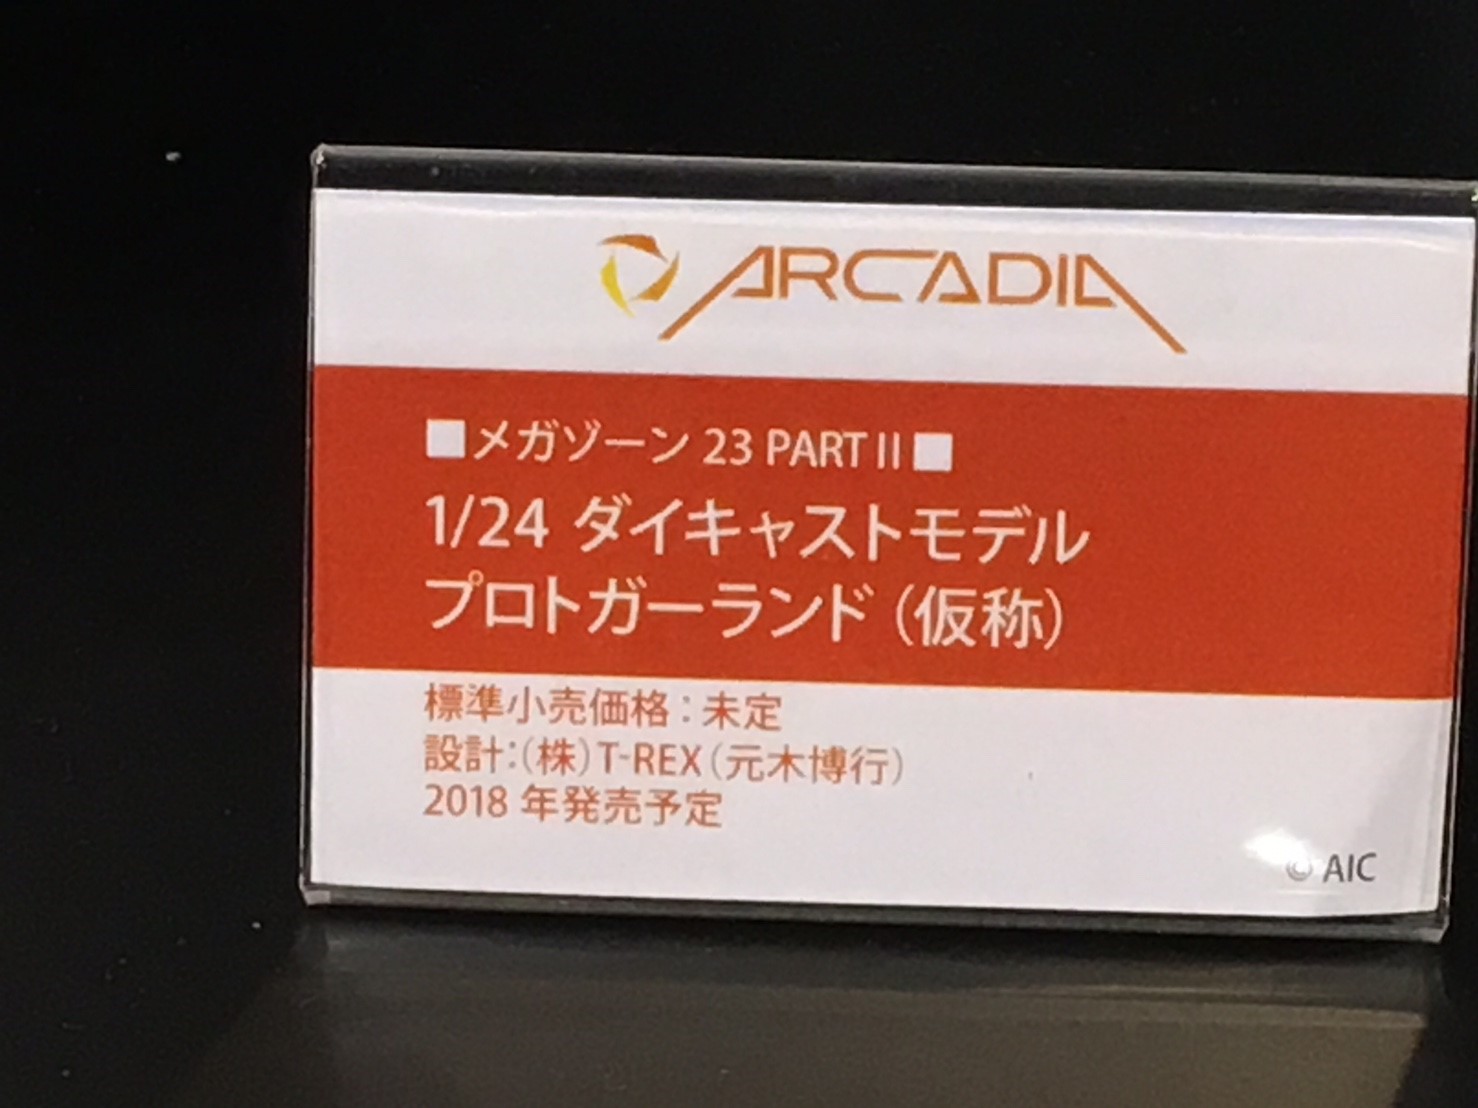 ARCADIA
■メガゾーン 23 PART II■
1/24 ダイキャストモデル
プロトガーランド（仮称）
標準小売価格：未定
設計：（株）T-REX（元木博行）
2018 年発売予定
© AIC